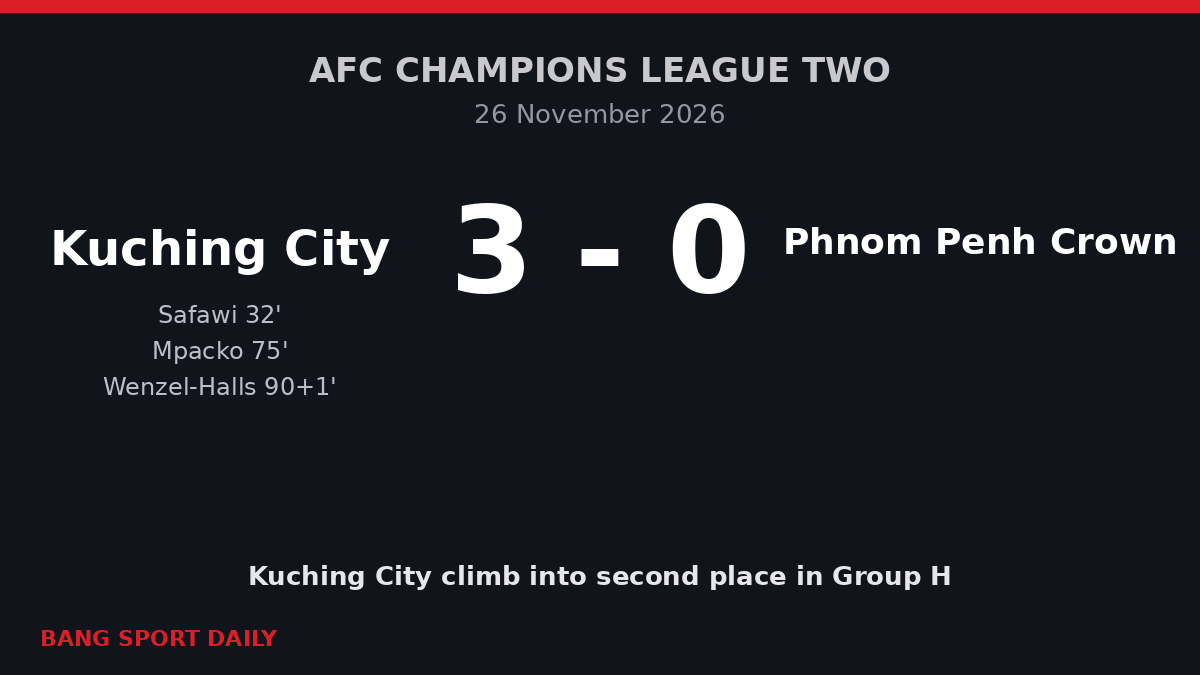 AFC CHAMPIONS LEAGUE TWO
26 November 2026
Kuching City 3 - 0 Phnom Penh Crown
Safawi 32'
Mpacko 75'
Wenzel-Halls 90+1'
Kuching City climb into second place in Group H
BANG SPORT DAILY